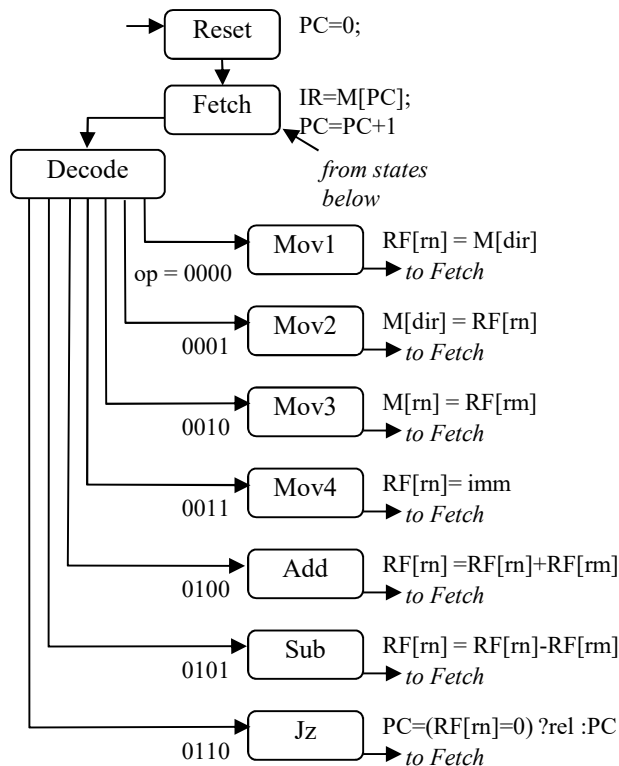 Reset PC=0;
Fetch IR=M[PC];
PC=PC+1
Decode
from states
below
Mov1 RF[rn] = M[dir]
op = 0000 to Fetch
Mov2 M[dir] = RF[rn]
0001 to Fetch
Mov3 M[rn] = RF[rm]
0010 to Fetch
Mov4 RF[rn]= imm
0011 to Fetch
Add RF[rn] =RF[rn]+RF[rm]
0100 to Fetch
Sub RF[rn] = RF[rn]-RF[rm]
0101 to Fetch
Jz PC=(RF[rn]=0) ?rel :PC
0110 to Fetch